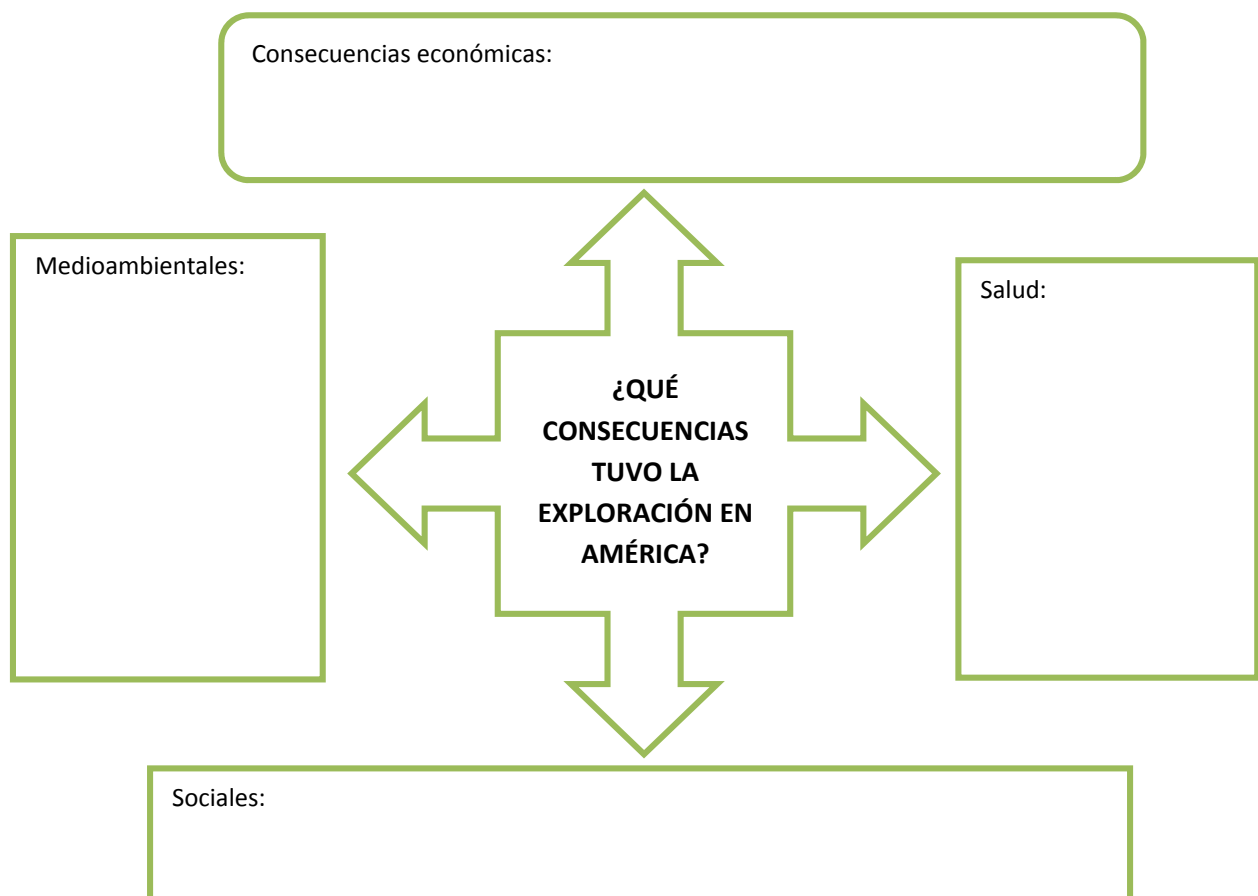 Consecuencias económicas:
Medioambientales:
Salud:
¿QUÉ
CONSECUENCIAS
TUVO LA
EXPLORACIÓN EN
AMÉRICA?
Sociales: